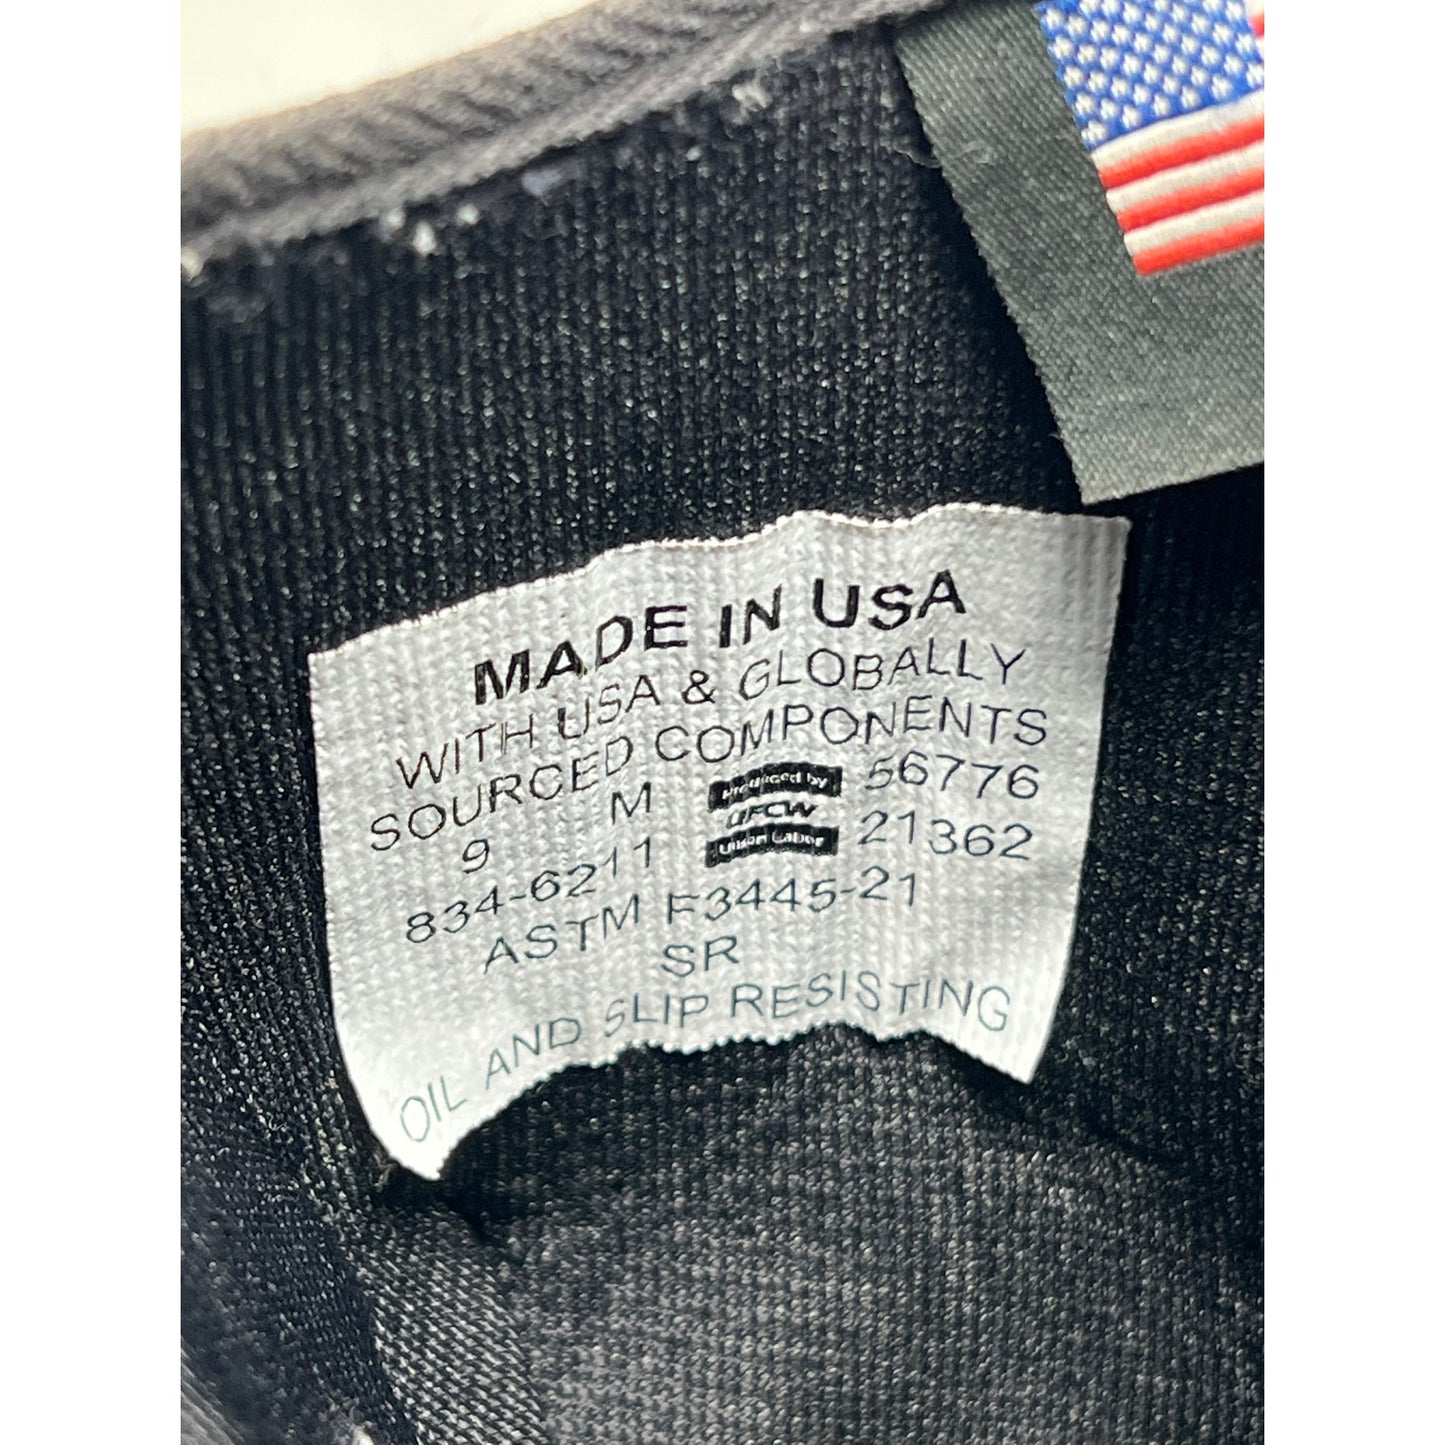 MADE IN USA
WITH USA & GLOBALLY
SOURCED COMPONENTS
9 M Produced by 56776
UFCW
834-6211 Union Labor 21362
ASTM F3445-21
SR
OIL AND SLIP RESISTING